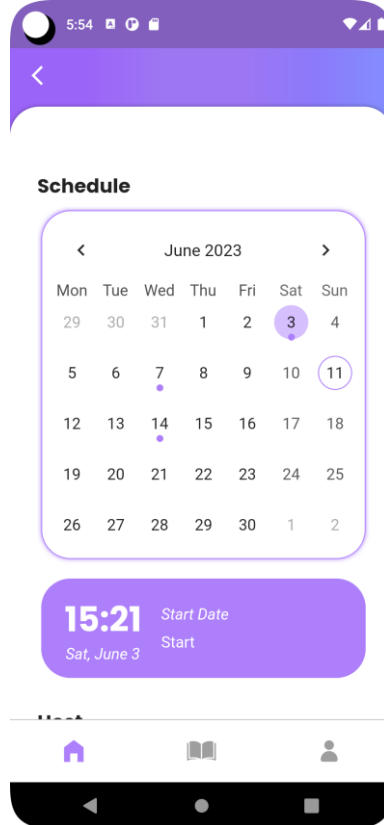 5:54
Schedule
June 2023
Mon Tue Wed Thu Fri Sat Sun
29 30 31 1 2 3 4
5 6 7 8 9 10 11
12 13 14 15 16 17 18
19 20 21 22 23 24 25
26 27 28 29 30 1 2
15:21 Start Date
Sat, June 3 Start